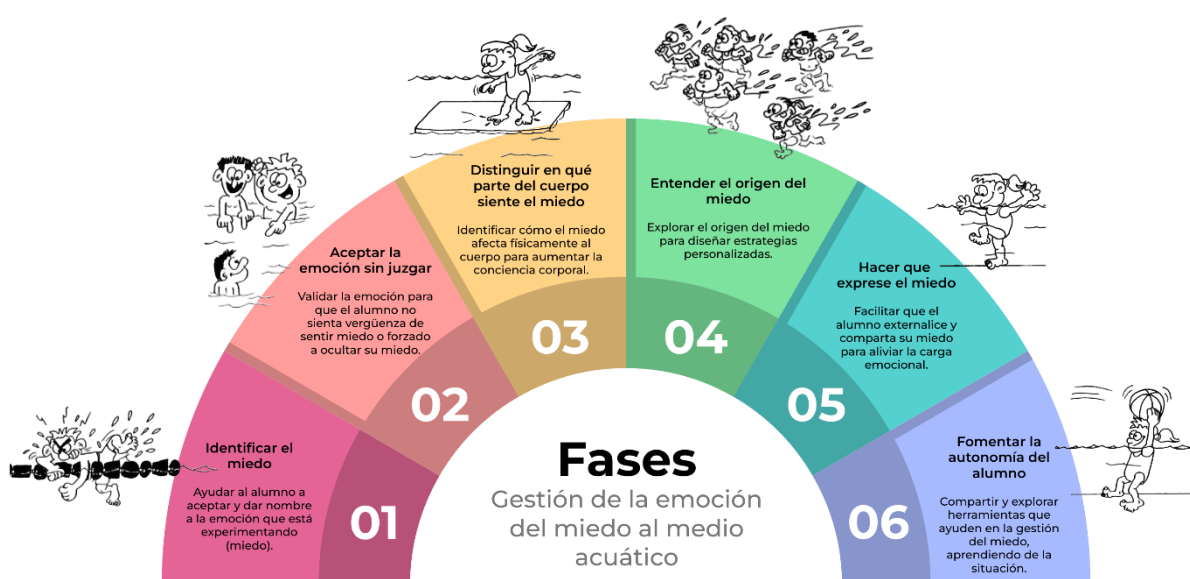 Identificar el
miedo
Ayudar al alumno a
aceptar y dar nombre
a la emoción que está
experimentando
(miedo).
01
Aceptar la
emoción sin juzgar
Validar la emoción para
que el alumno no
sienta vergüenza de
sentir miedo o forzado
a ocultar su miedo.
02
Distinguir en qué
parte del cuerpo
siente el miedo
Identificar cómo el miedo
afecta físicamente al
cuerpo para aumentar la
conciencia corporal.
03
Entender el origen del
miedo
Explorar el origen del miedo
para diseñar estrategias
personalizadas.
04
Hacer que
exprese el miedo
Facilitar que el
alumno externalice y
comparta su miedo
para aliviar la carga
emocional.
05
Fomentar la
autonomía del
alumno
Compartir y explorar
herramientas que
ayuden en la gestión
del miedo,
aprendiendo de la
situación.
06
Fases
Gestión de la emoción
del miedo al medio
acuático